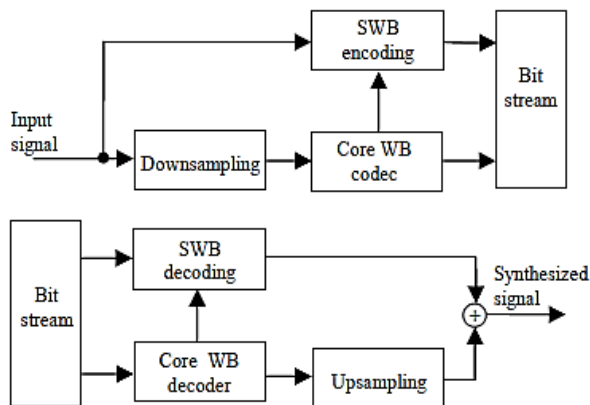 SWB
encoding
Bit
stream
Input
signal
Downsampling
Core WB
codec
SWB
decoding
Bit
stream
Synthesized
signal
+
Core WB
decoder
Upsampling